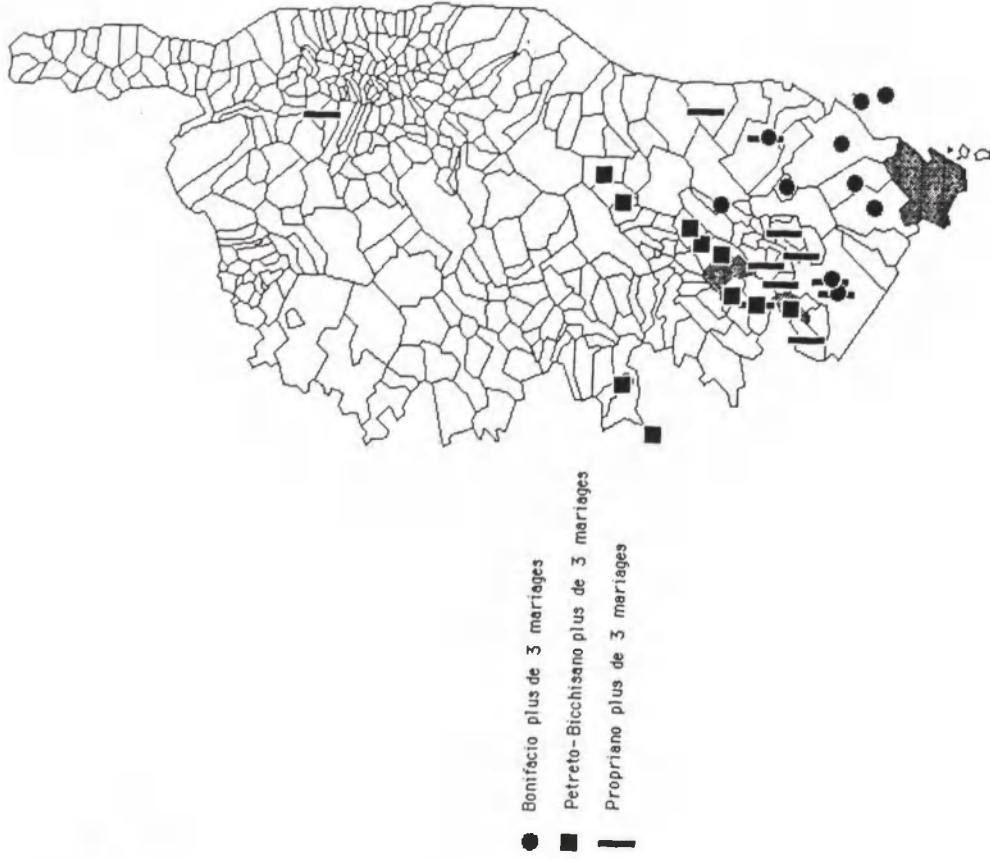 Bonifacio plus de 3 mariages
Petreto-Bicchisano plus de 3 mariages
Propriano plus de 3 mariages